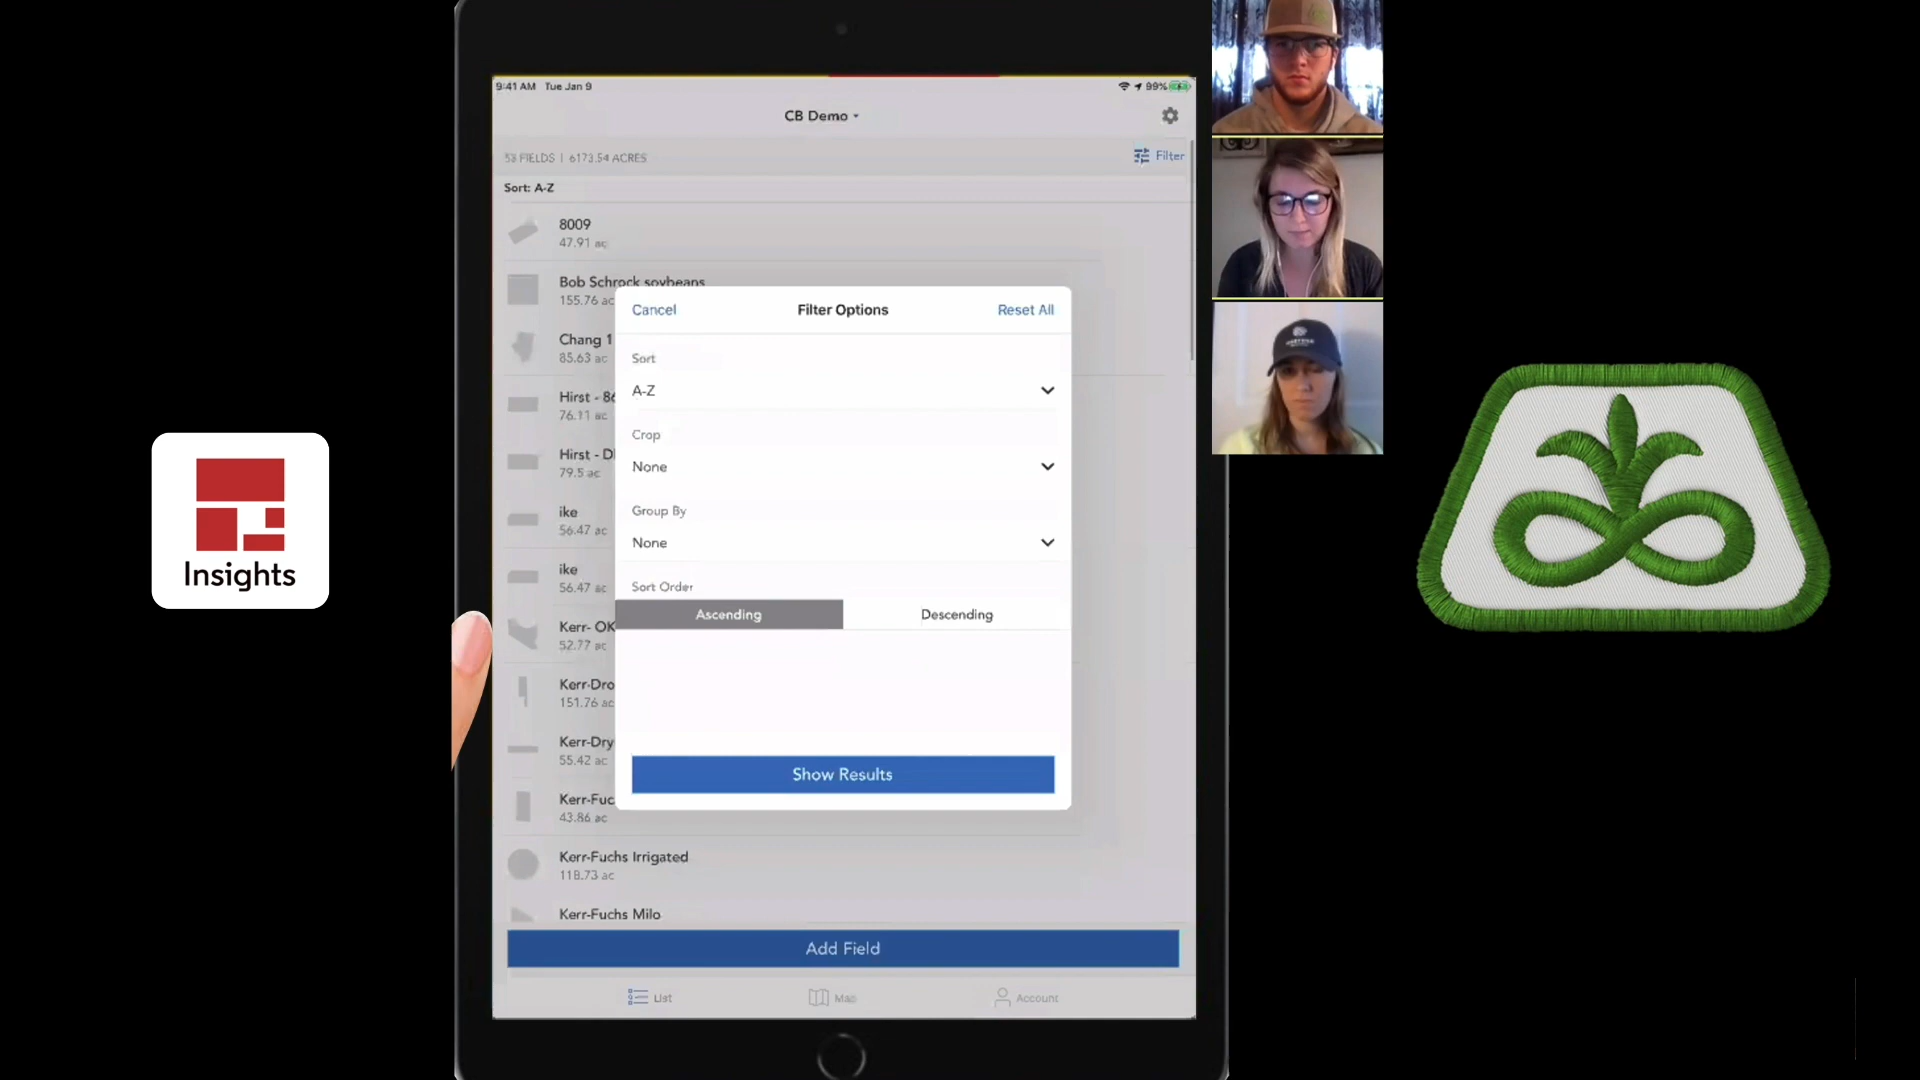 9:41 AM Tue Jan 9
99%
CB Demo
58 FIELDS | 6173.54 ACRES
Filter
Sort: A-Z
8009
47.91 ac
Bob Schrock soybeans
155.76 ac
Chang 1
85.63 ac
Hirst - 86
76.11 ac
Hirst - D
79.5 ac
ike
56.47 ac
ike
56.47 ac
Kerr- OK
52.77 ac
Kerr-Dro
151.76 ac
Kerr-Dry
55.42 ac
Kerr-Fuc
43.86 ac
Kerr-Fuchs Irrigated
118.73 ac
Kerr-Fuchs Milo
Cancel
Filter Options
Reset All
Sort
A-Z
Crop
None
Group By
None
Sort Order
Ascending
Descending
Show Results
Add Field
List
Map
Account
Insights